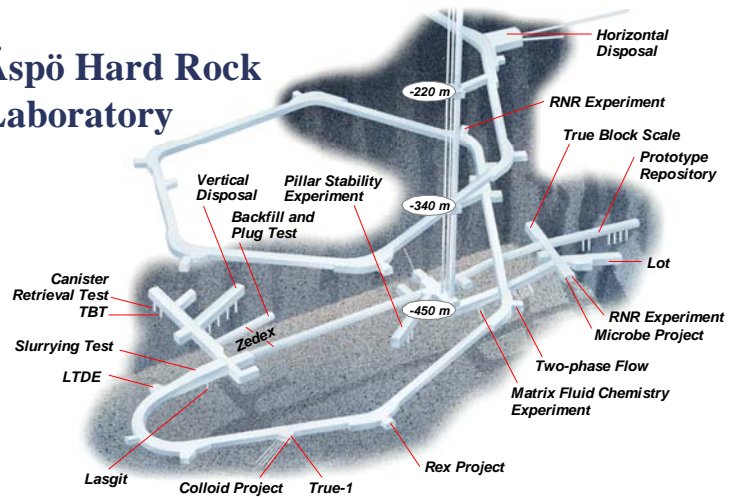 Äspö Hard Rock
Laboratory
Horizontal
Disposal
-220 m
RNR Experiment
True Block Scale
Prototype
Repository
Vertical
Disposal
Pillar Stability
Experiment
-340 m
Backfill and
Plug Test
Canister
Retrieval Test
TBT
Lot
-450 m
RNR Experiment
Microbe Project
Zedex
Slurrying Test
Two-phase Flow
LTDE
Matrix Fluid Chemistry
Experiment
Lasgit
Colloid Project
True-1
Rex Project